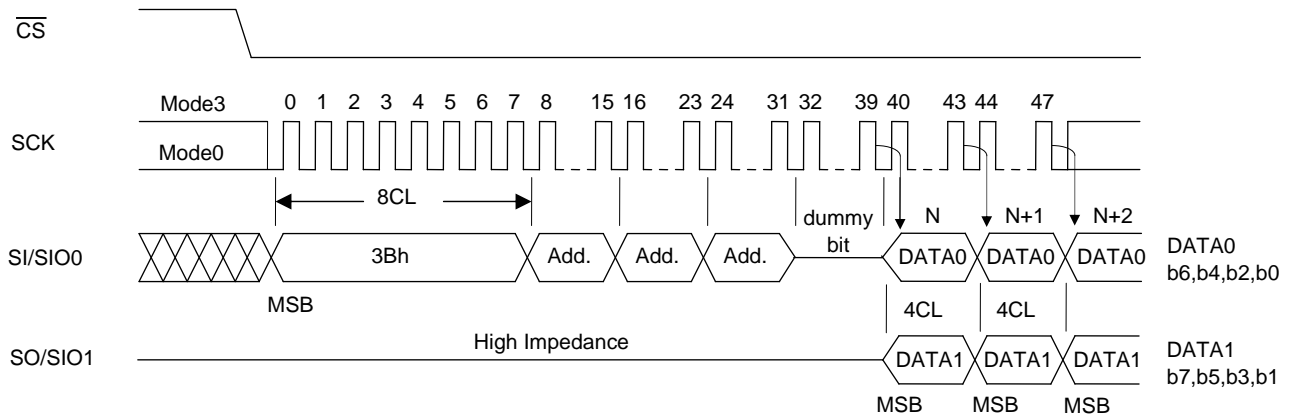 CS
Mode3 0 1 2 3 4 5 6 7 8 15 16 23 24 31 32 39 40 43 44 47
SCK
Mode0
8CL
dummy
bit
N N+1 N+2
SI/SIO0 3Bh Add. Add. Add. DATA0 DATA0 DATA0
DATA0
b6,b4,b2,b0
MSB
4CL 4CL
High Impedance
SO/SIO1 DATA1 DATA1 DATA1
DATA1
b7,b5,b3,b1
MSB MSB MSB